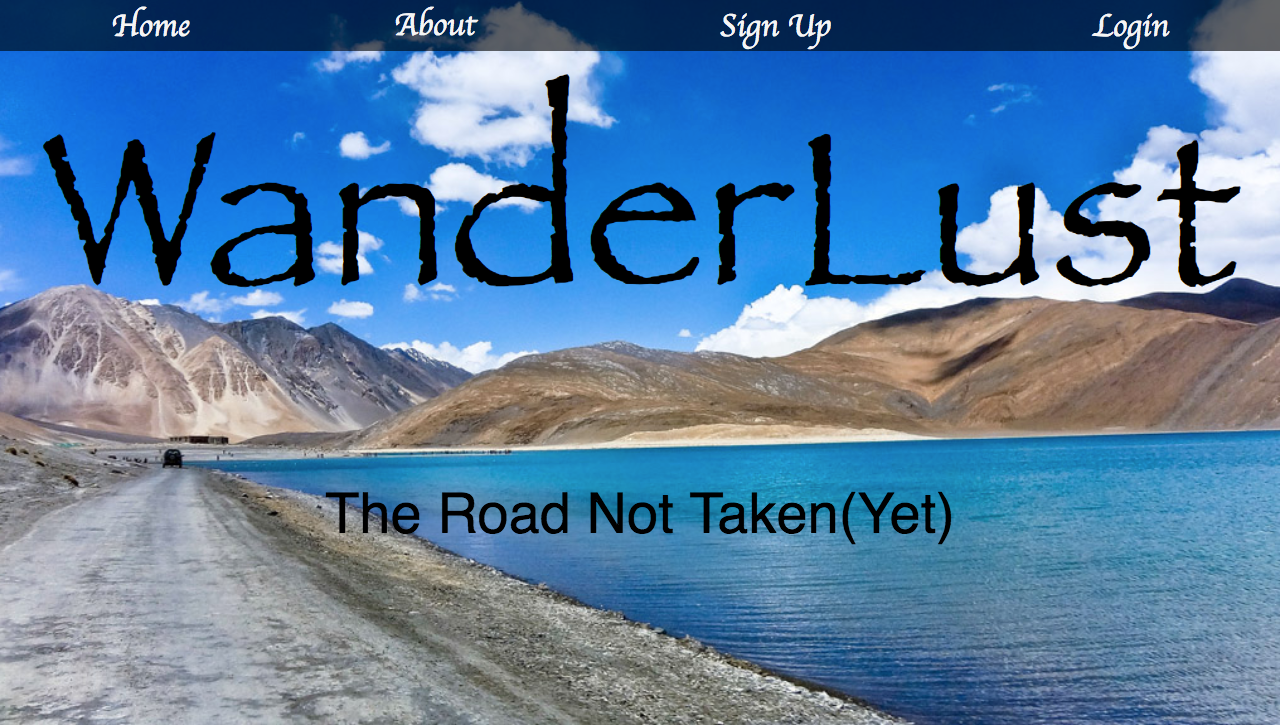 Home About Sign Up Login
WanderLust
The Road Not Taken(Yet)